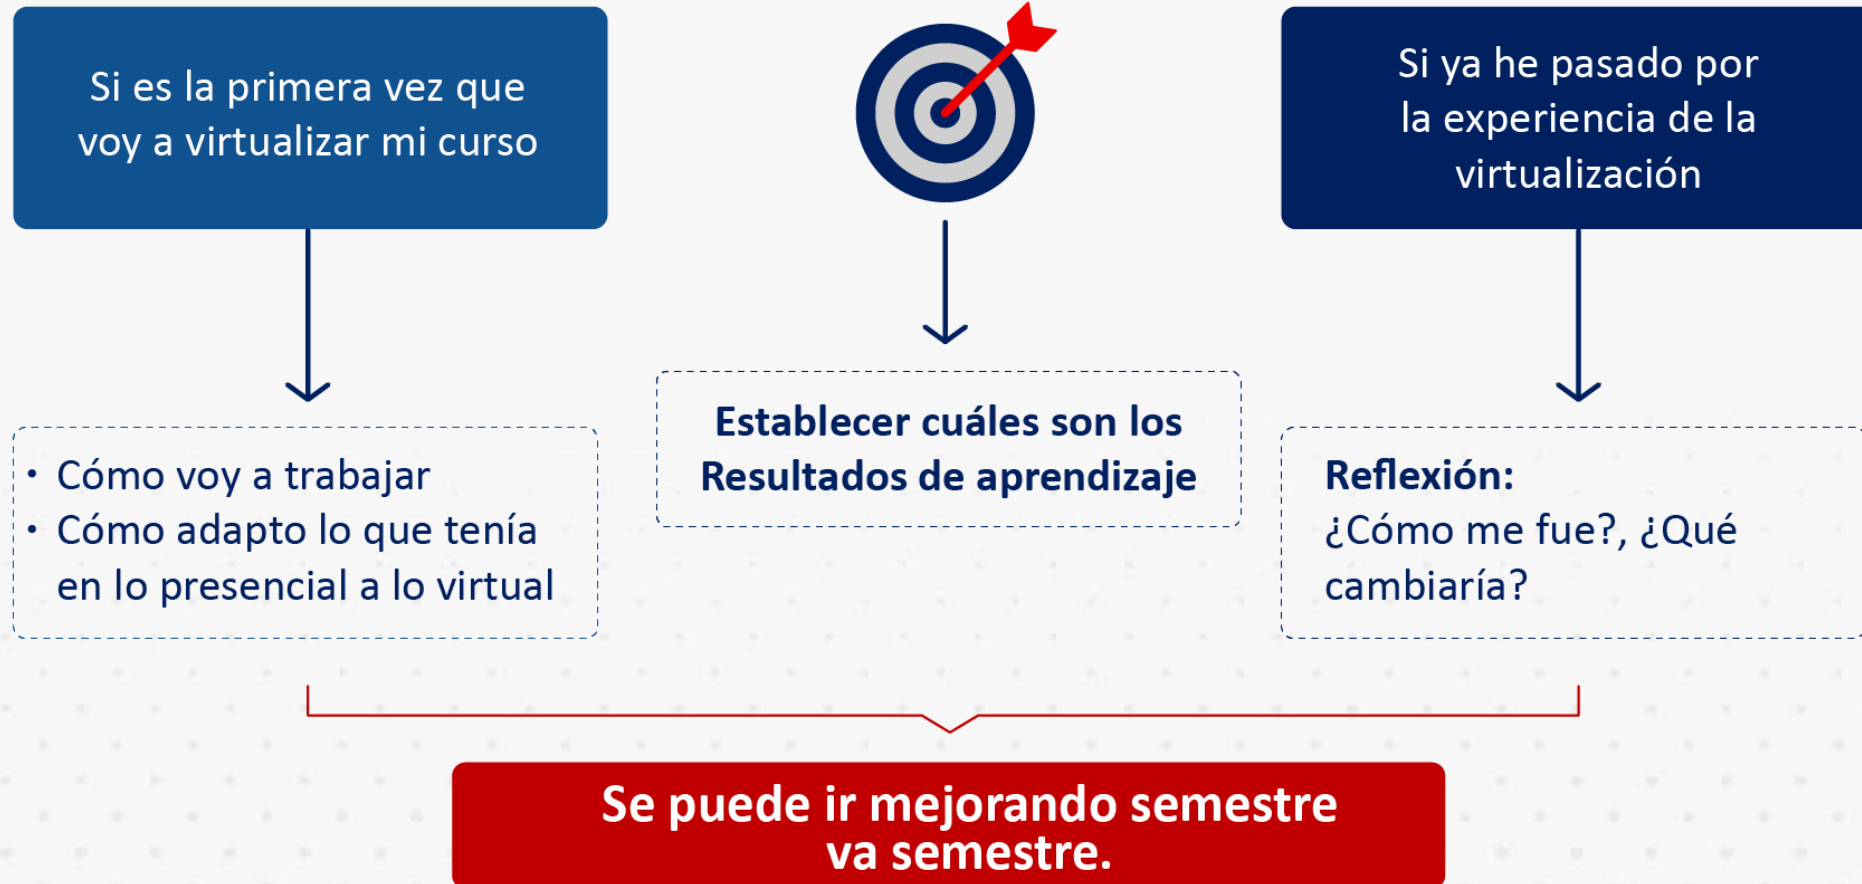 Si es la primera vez que
voy a virtualizar mi curso
• Cómo voy a trabajar
• Cómo adapto lo que tenía
en lo presencial a lo virtual
Establecer cuáles son los
Resultados de aprendizaje
Si ya he pasado por
la experiencia de la
virtualización
Reflexión:
¿Cómo me fue?, ¿Qué
cambiaría?
Se puede ir mejorando semestre
va semestre.